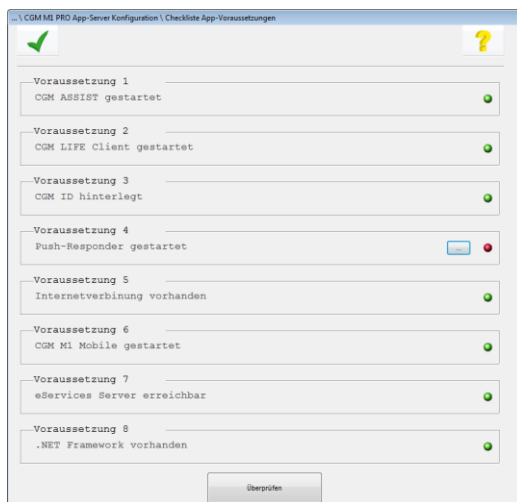 ... \ CGM M1 PRO App-Server Konfiguration \ Checkliste App-Voraussetzungen
Voraussetzung 1
CGM ASSIST gestartet
Voraussetzung 2
CGM LIFE Client gestartet
Voraussetzung 3
CGM ID hinterlegt
Voraussetzung 4
Push-Responder gestartet
...
Voraussetzung 5
Internetverbinung vorhanden
Voraussetzung 6
CGM M1 Mobile gestartet
Voraussetzung 7
eServices Server erreichbar
Voraussetzung 8
.NET Framework vorhanden
Überprüfen